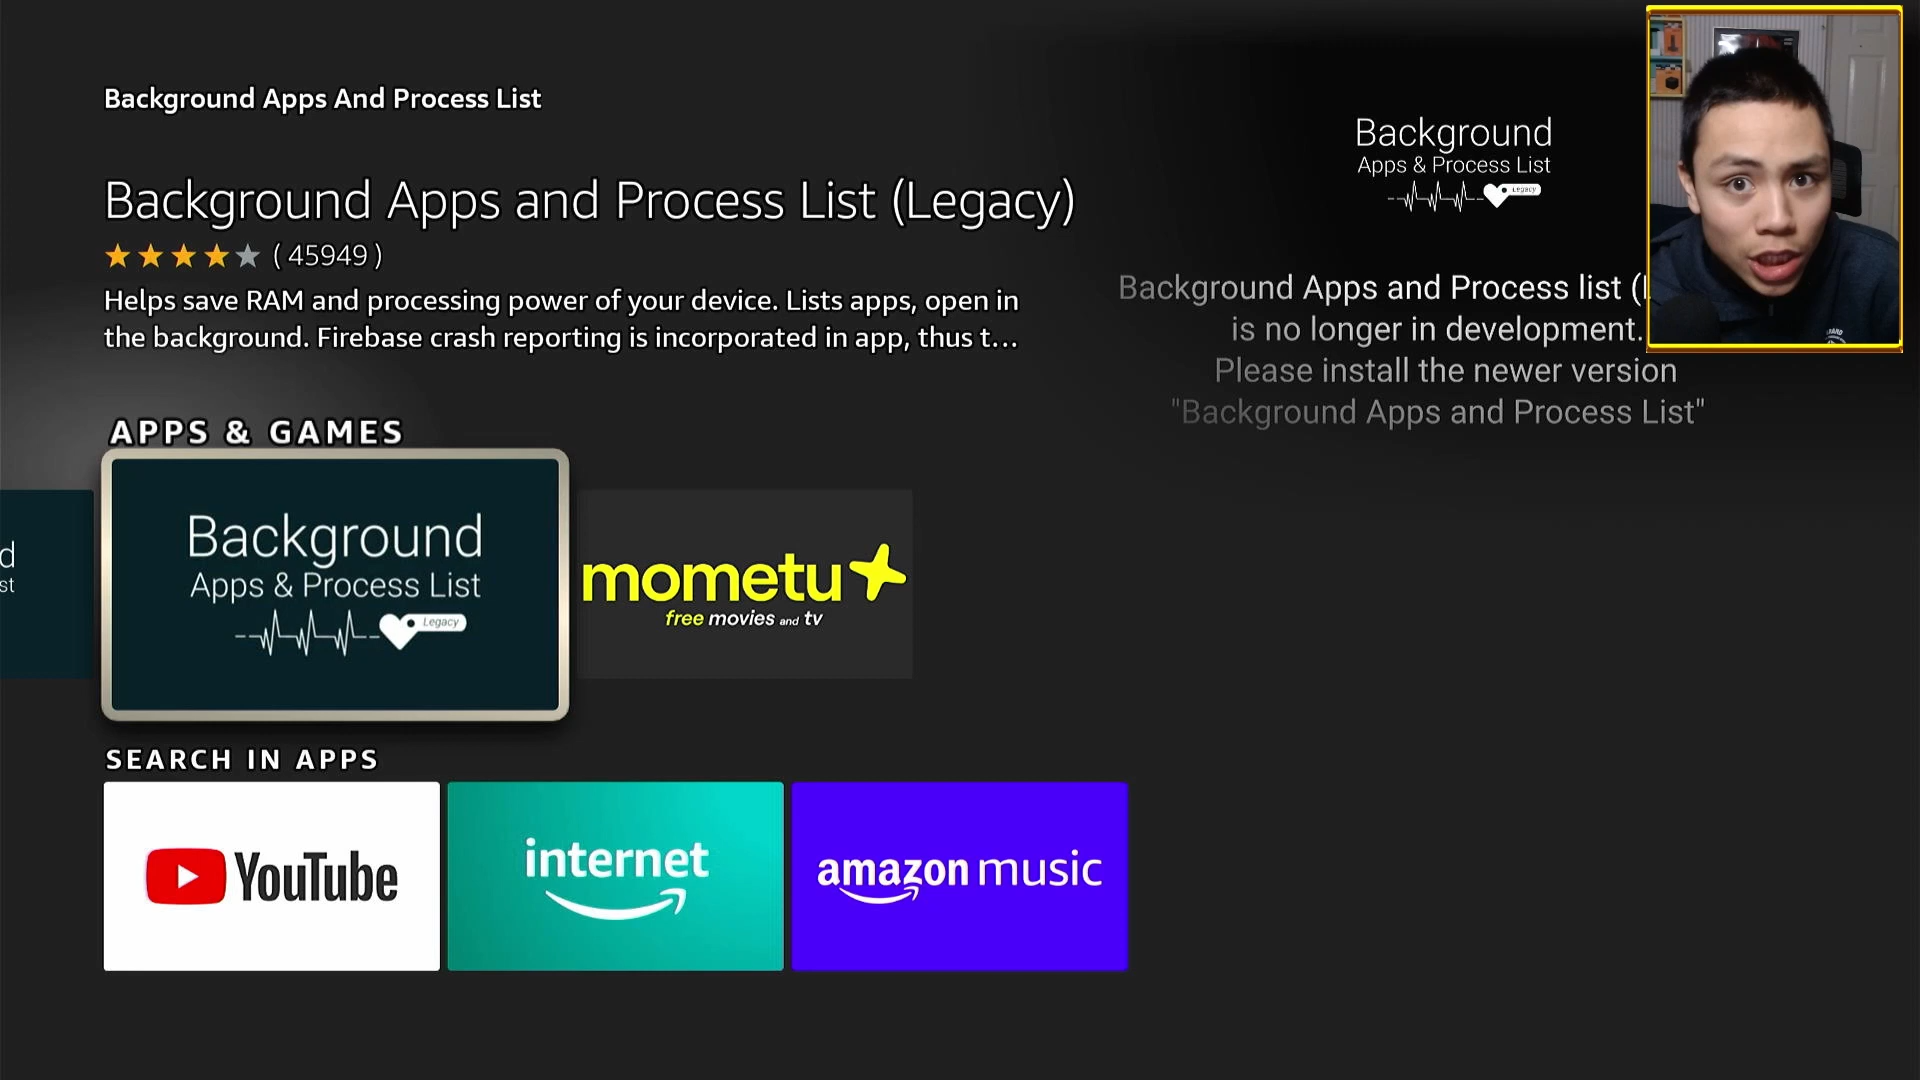 Background Apps And Process List
Background Apps and Process List (Legacy)
( 45949 )
Helps save RAM and processing power of your device. Lists apps, open in
the background. Firebase crash reporting is incorporated in app, thus t...
Background
Apps & Process List
Legacy
Background Apps and Process list (
is no longer in development.
Please install the newer version
"Background Apps and Process List"
APPS & GAMES
d
st
Background
Apps & Process List
Legacy
mometu
free movies and tv
SEARCH IN APPS
YouTube
internet
amazon music